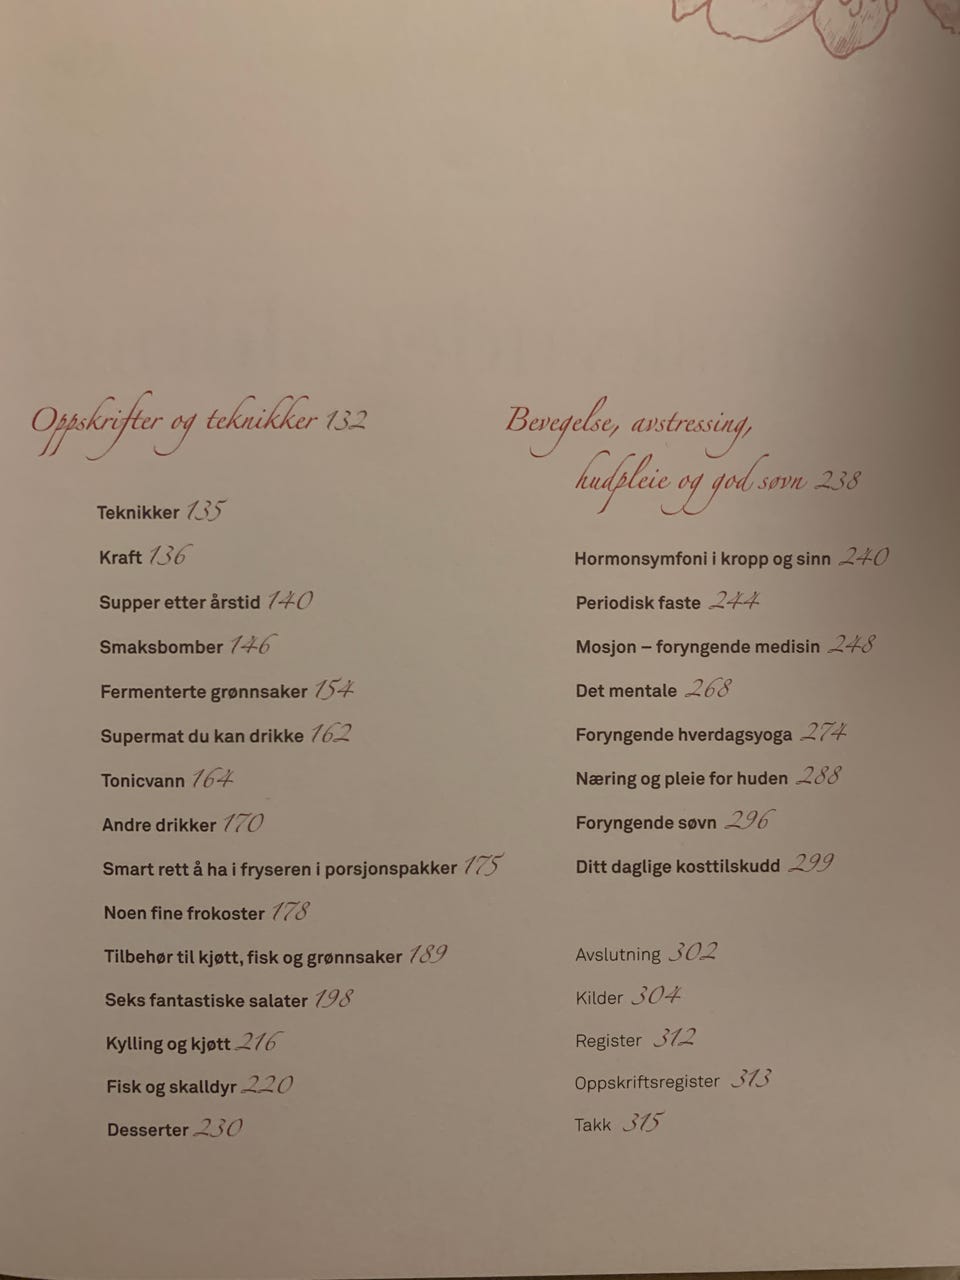 Oppskrifter og teknikker 132
Teknikker 135
Kraft 136
Supper etter årstid 140
Smaksbomber 146
Fermenterte grønnsaker 154
Supermat du kan drikke 162
Tonicvann 164
Andre drikker 170
Smart rett å ha i fryseren i porsjonspakker 175
Noen fine frokoster 178
Tilbehør til kjøtt, fisk og grønnsaker 189
Seks fantastiske salater 198
Kylling og kjøtt 216
Fisk og skalldyr 220
Desserter 230
Bevegelse, avstressing,
hudpleie og god søvn 238
Hormonsymfoni i kropp og sinn 240
Periodisk faste 244
Mosjon – foryngende medisin 248
Det mentale 268
Foryngende hverdagsyoga 274
Næring og pleie for huden 288
Foryngende søvn 296
Ditt daglige kosttilskudd 299
Avslutning 302
Kilder 304
Register 312
Oppskriftsregister 313
Takk 315